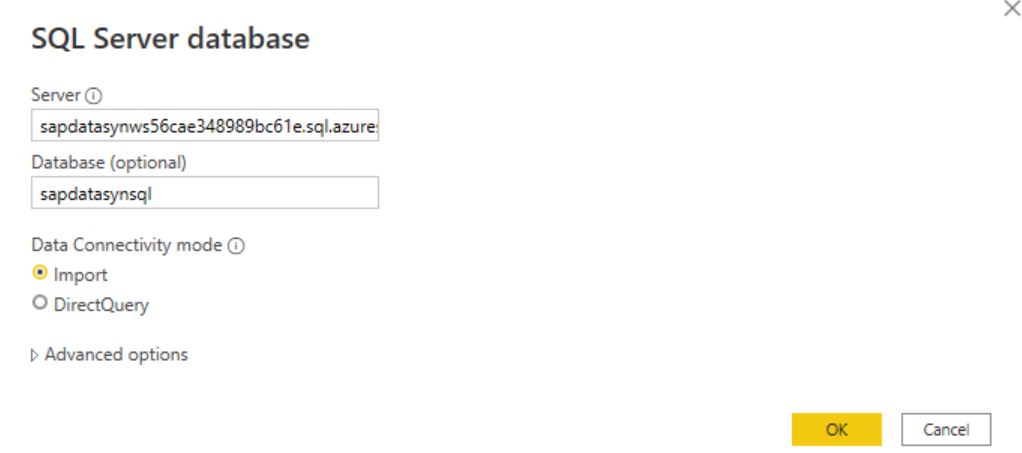 SQL Server database
Server
sapdatasynws56cae348989bc61e.sql.azure
Database (optional)
sapdatasynsql
Data Connectivity mode
Import
DirectQuery
Advanced options
OK Cancel